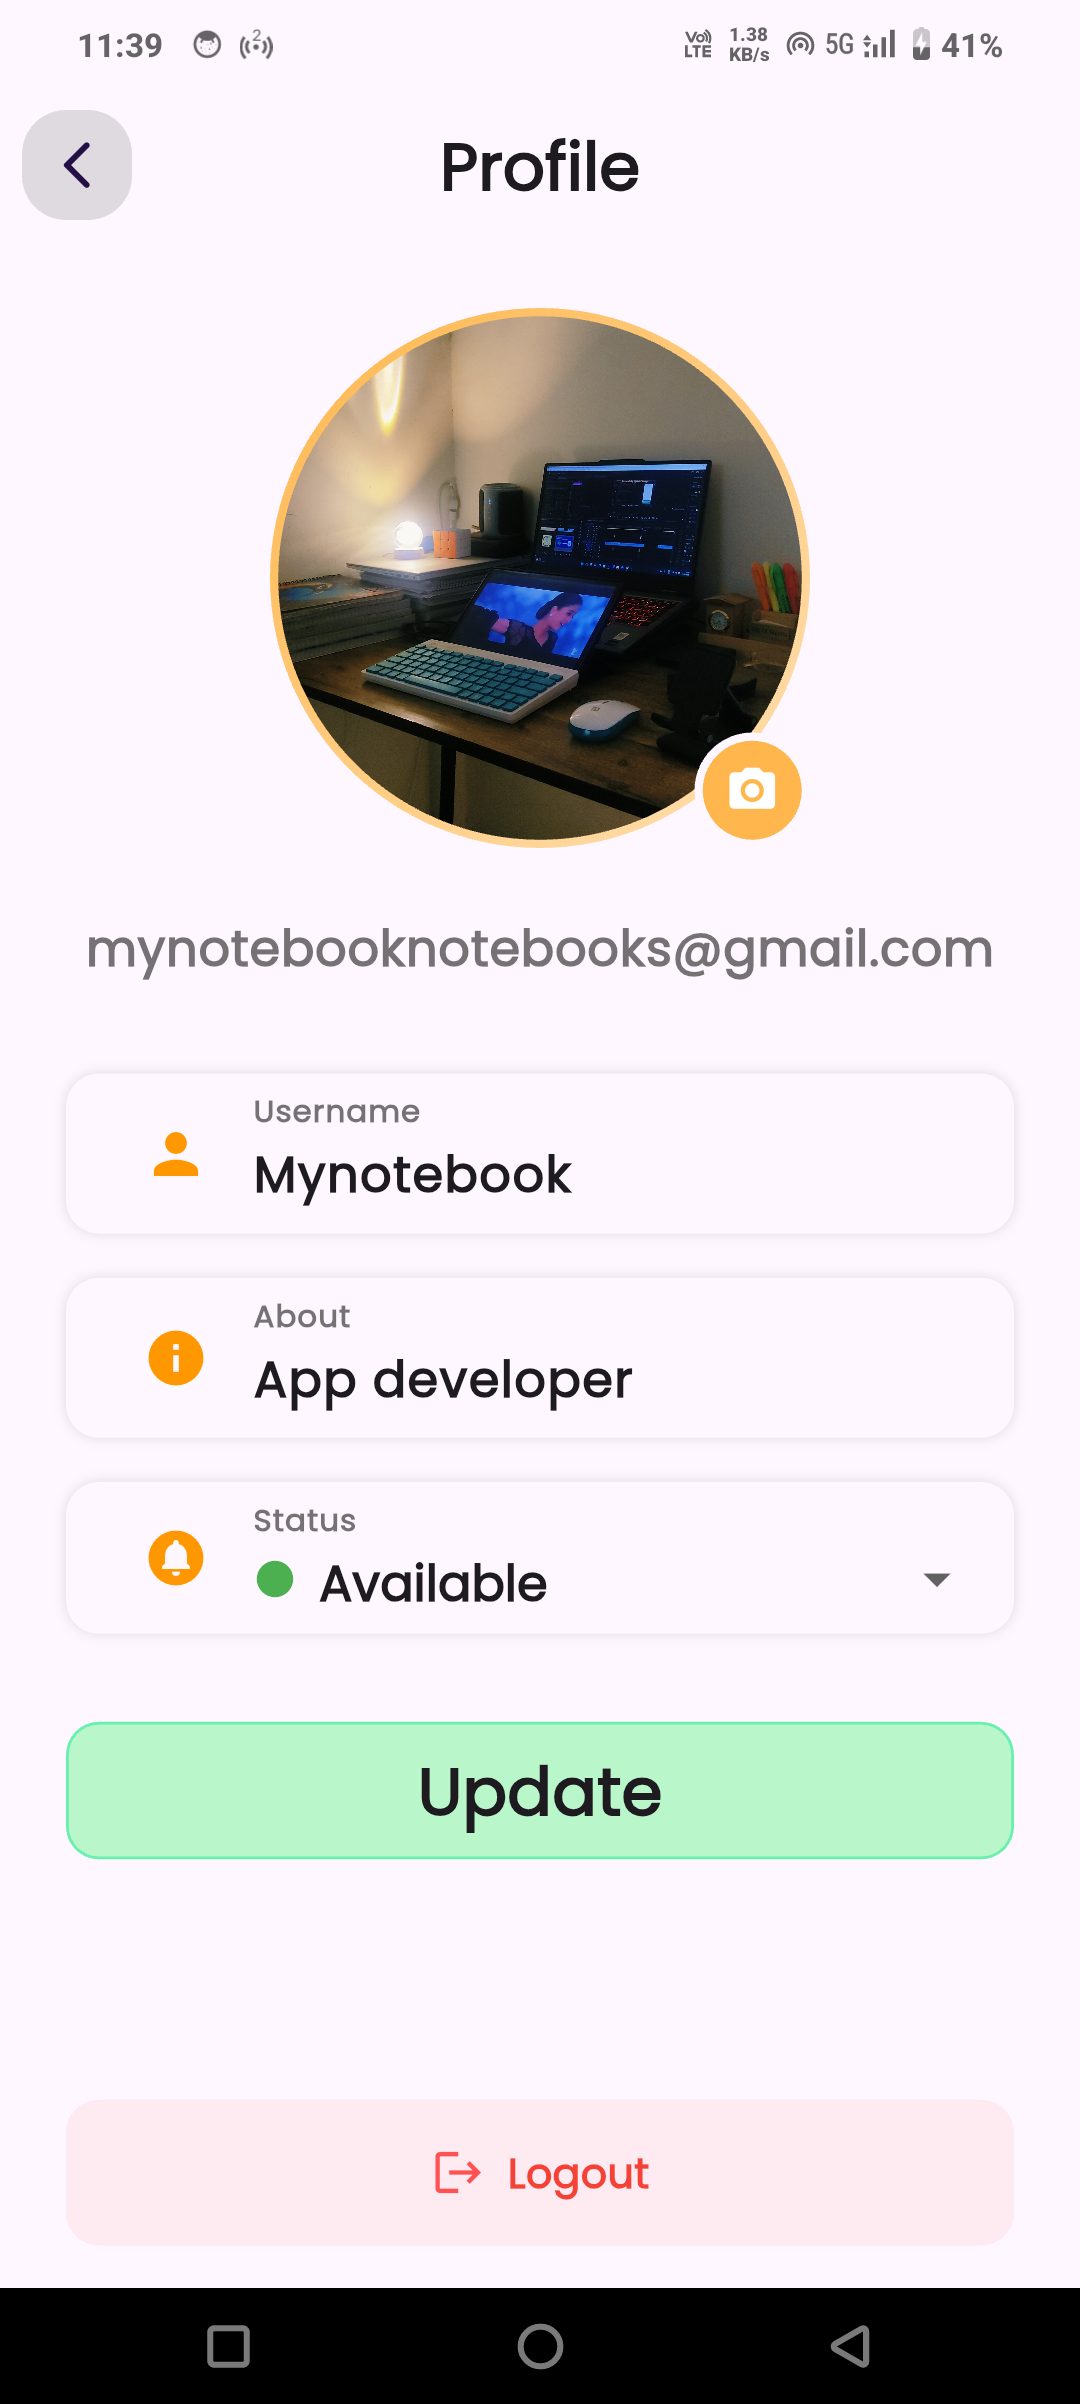 11:39 2 Vo) LTE 1.38 KB/s 5G 41%
Profile
mynotebooknotebooks@gmail.com
Username
Mynotebook
About
App developer
Status
Available
Update
Logout